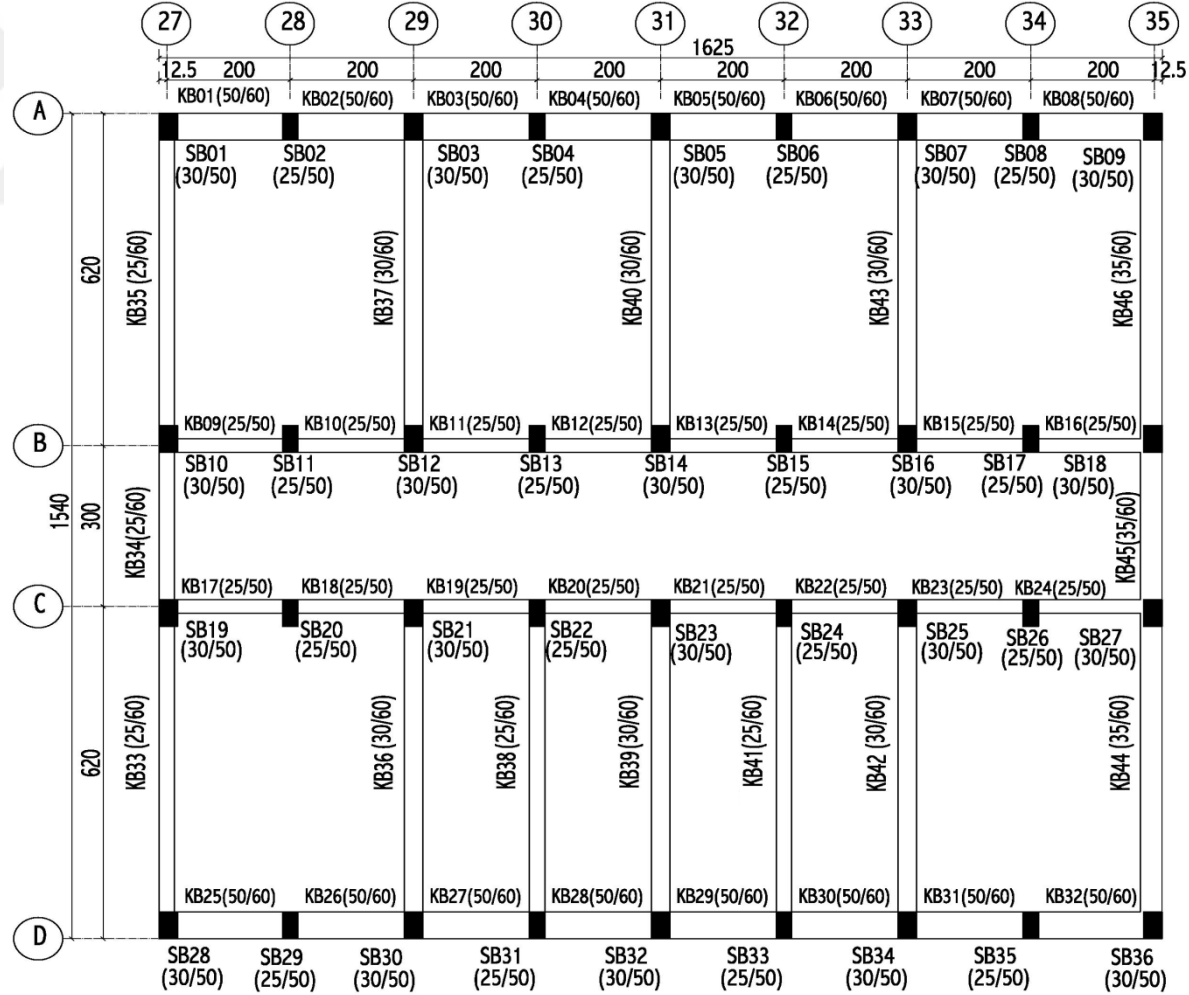 27 28 29 30 31 32 33 34 35
1625
12.5 200 200 200 200 200 200 200 200 12.5
KB01(50/60) KB02(50/60) KB03(50/60) KB04(50/60) KB05(50/60) KB06(50/60) KB07(50/60) KB08(50/60)
A
SB01 SB02 SB03 SB04 SB05 SB06 SB07 SB08 SB09
(30/50) (25/50) (30/50) (25/50) (30/50) (25/50) (30/50) (25/50) (30/50)
620
KB35 (25/60) KB37 (30/60) KB40 (30/60) KB43 (30/60) KB46 (35/60)
KB09(25/50) KB10(25/50) KB11(25/50) KB12(25/50) KB13(25/50) KB14(25/50) KB15(25/50) KB16(25/50)
B
SB10 SB11 SB12 SB13 SB14 SB15 SB16 SB17 SB18
(30/50) (25/50) (30/50) (25/50) (30/50) (25/50) (30/50) (25/50) (30/50)
1540 300
KB34(25/60) KB45(35/60)
KB17(25/50) KB18(25/50) KB19(25/50) KB20(25/50) KB21(25/50) KB22(25/50) KB23(25/50) KB24(25/50)
C
SB19 SB20 SB21 SB22 SB23 SB24 SB25 SB26 SB27
(30/50) (25/50) (30/50) (25/50) (30/50) (25/50) (30/50) (25/50) (30/50)
620
KB33 (25/60) KB36 (30/60) KB38 (25/60) KB39(30/60) KB41(25/60) KB42 (30/60) KB44 (35/60)
KB25(50/60) KB26(50/60) KB27(50/60) KB28(50/60) KB29(50/60) KB30(50/60) KB31(50/60) KB32(50/60)
D
SB28 SB29 SB30 SB31 SB32 SB33 SB34 SB35 SB36
(30/50) (25/50) (30/50) (25/50) (30/50) (25/50) (30/50) (25/50) (30/50)